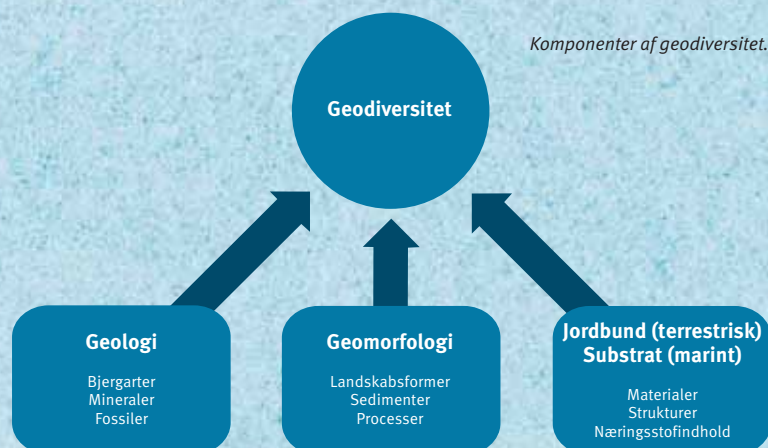 Komponenter af geodiversitet.
Geodiversitet
Geologi
Bjergarter
Mineraler
Fossiler
Geomorfologi
Landskabsformer
Sedimenter
Processer
Jordbund (terrestrisk)
Substrat (marint)
Materialer
Strukturer
Næringsstofindhold